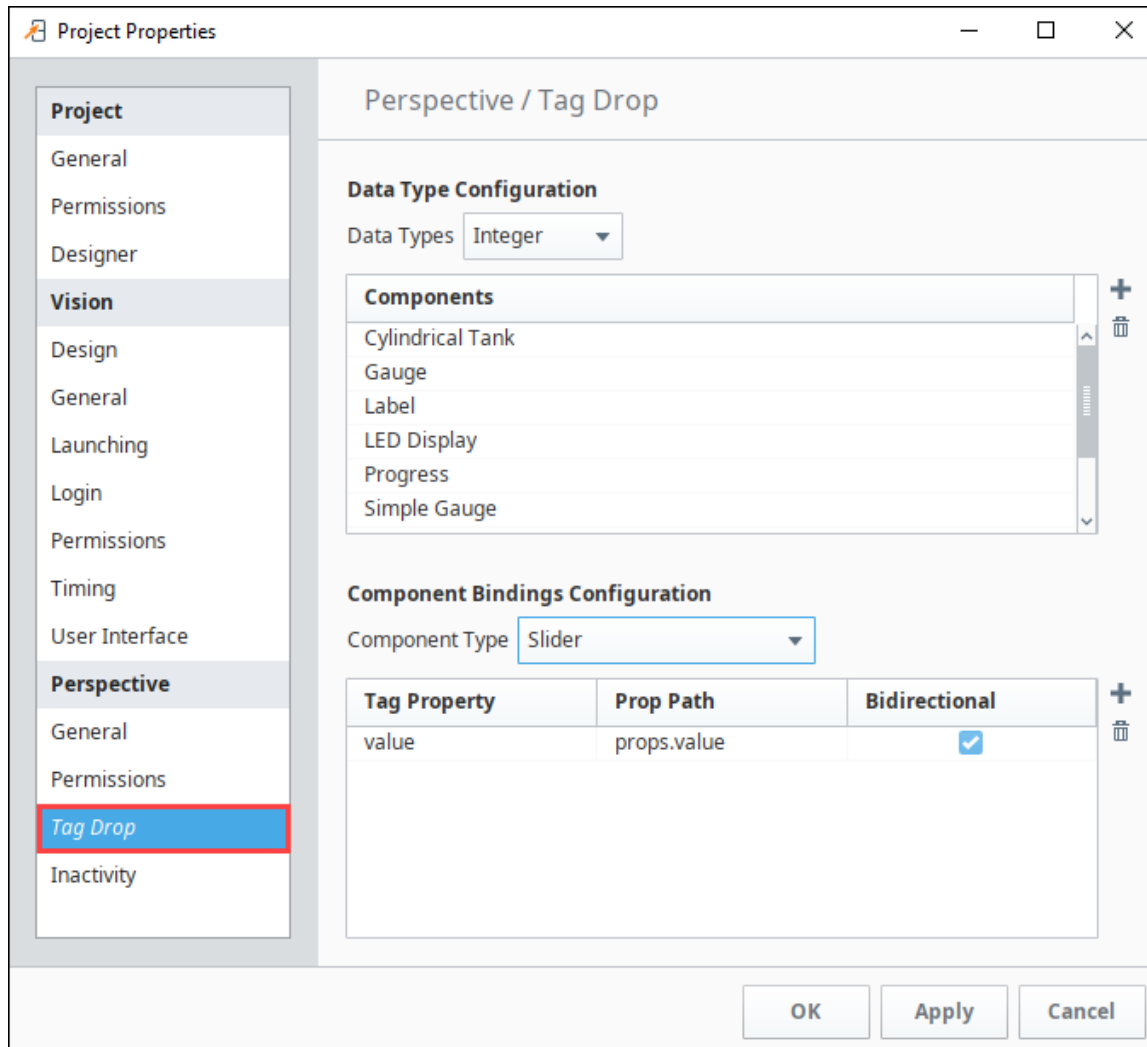 Project Properties
Project
General
Permissions
Designer
Vision
Design
General
Launching
Login
Permissions
Timing
User Interface
Perspective
General
Permissions
Tag Drop
Inactivity
Perspective / Tag Drop
Data Type Configuration
Data Types Integer
Components
Cylindrical Tank
Gauge
Label
LED Display
Progress
Simple Gauge
Component Bindings Configuration
Component Type Slider
Tag Property Prop Path Bidirectional
value props.value
OK Apply Cancel